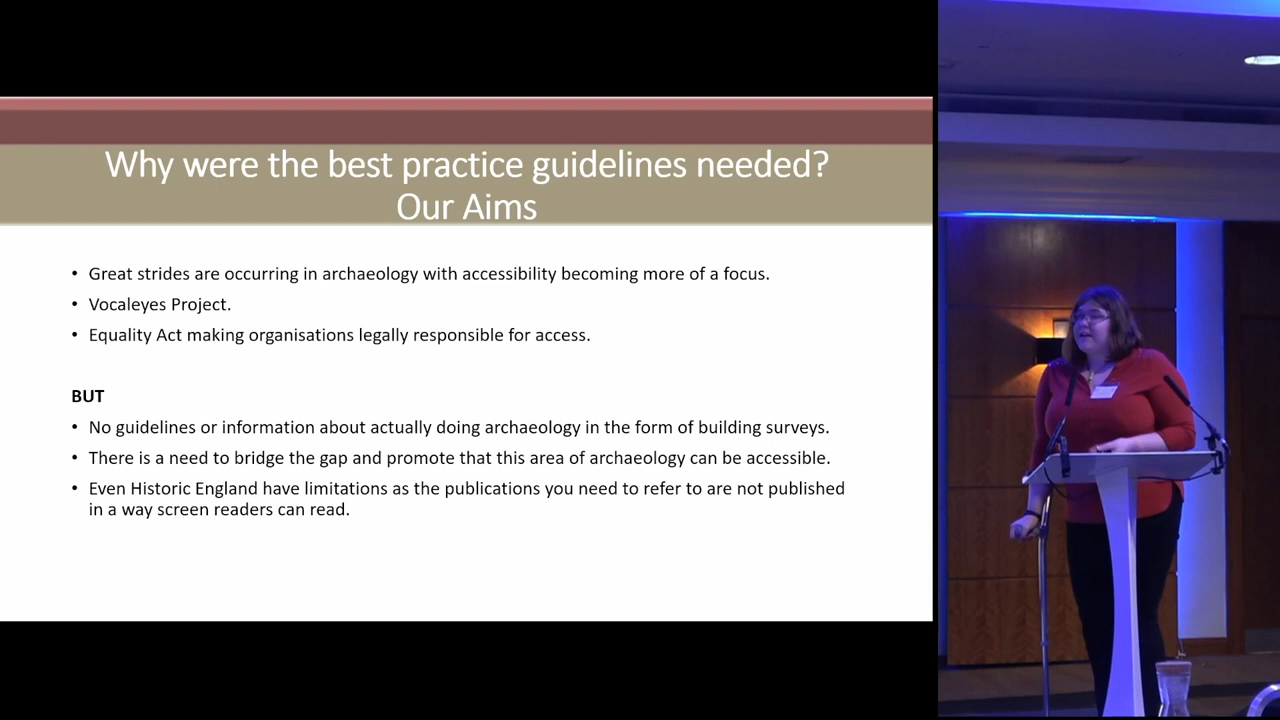 Why were the best practice guidelines needed?
Our Aims
• Great strides are occurring in archaeology with accessibility becoming more of a focus.
• Vocaleyes Project.
• Equality Act making organisations legally responsible for access.
BUT
• No guidelines or information about actually doing archaeology in the form of building surveys.
• There is a need to bridge the gap and promote that this area of archaeology can be accessible.
• Even Historic England have limitations as the publications you need to refer to are not published
in a way screen readers can read.